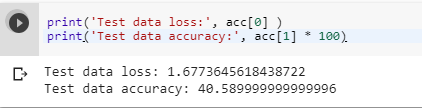 print('Test data loss:', acc[0] )
print('Test data accuracy:', acc[1] * 100)
Test data loss: 1.6773645618438722
Test data accuracy: 40.589999999999996